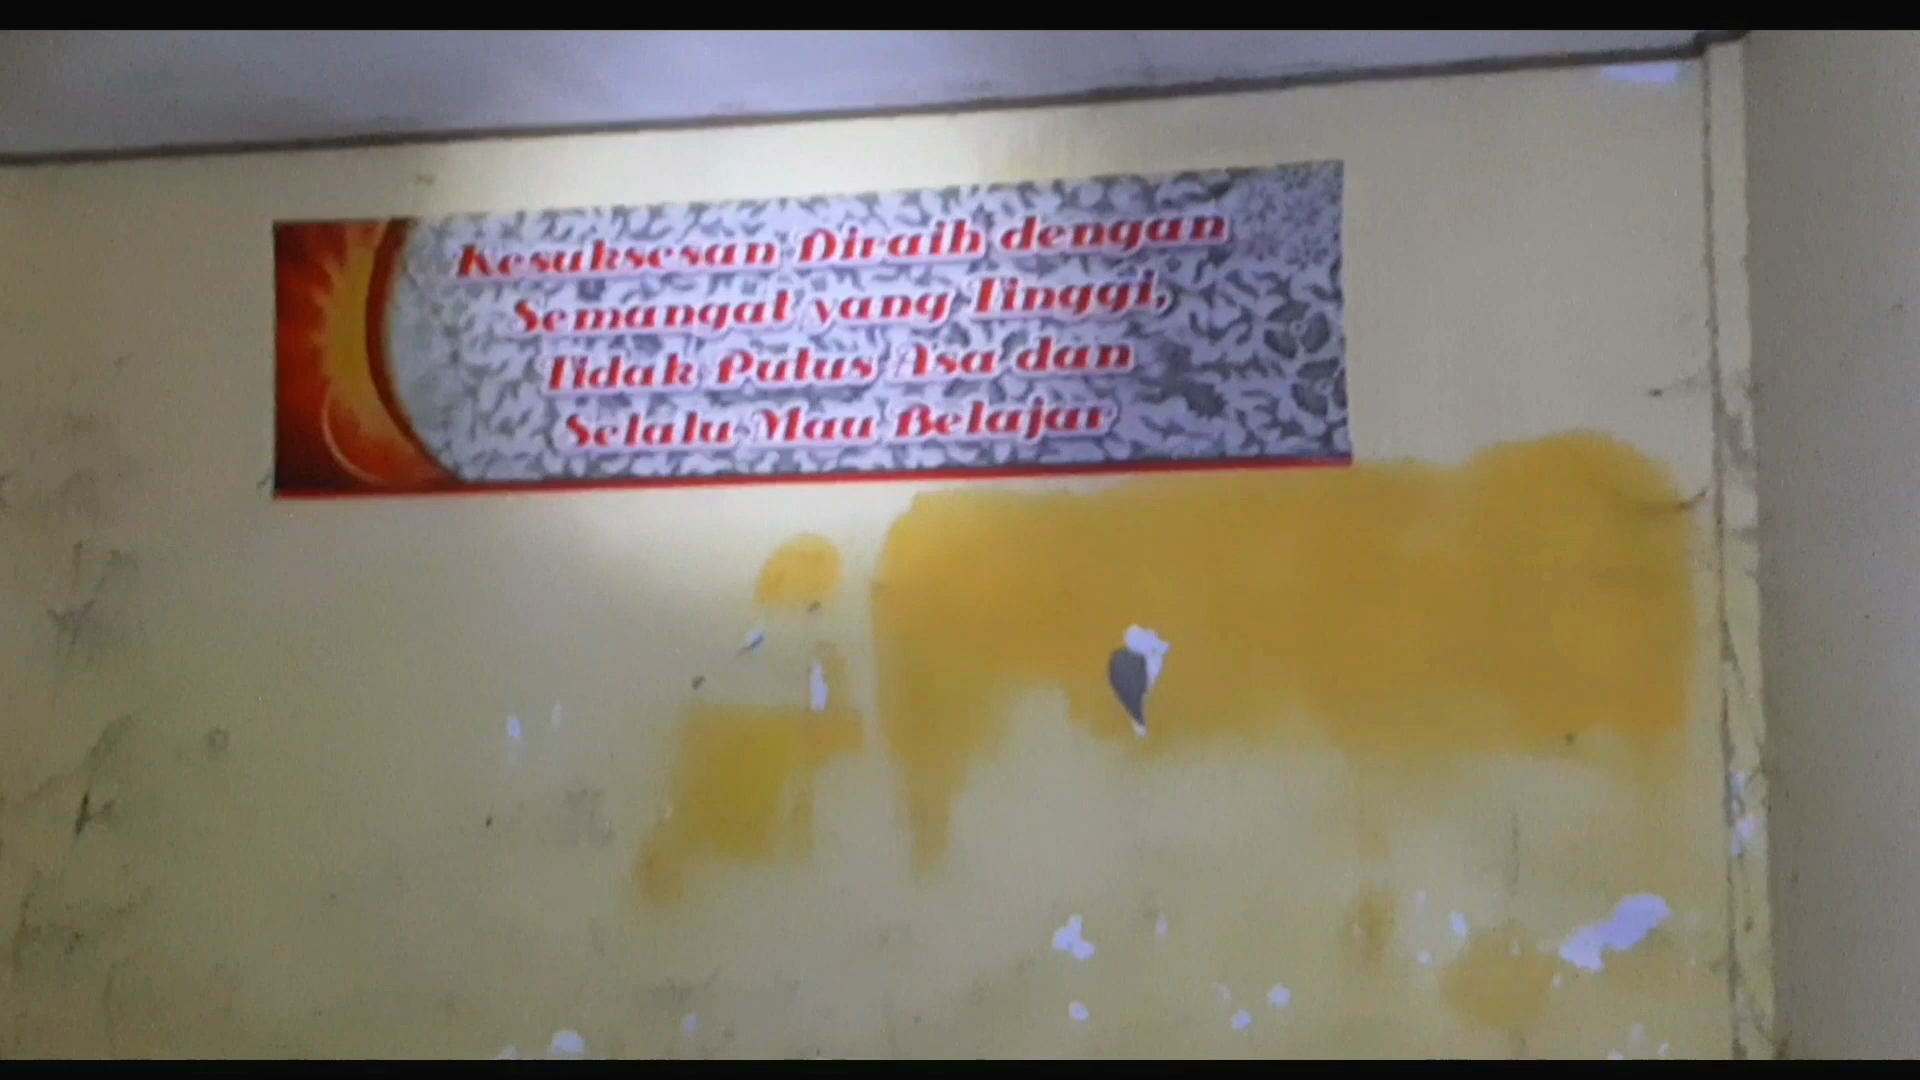 Kesuksesan Diraih dengan
Semangat yang Tinggi,
Tidak Putus Asa dan
Selalu Mau Belajar